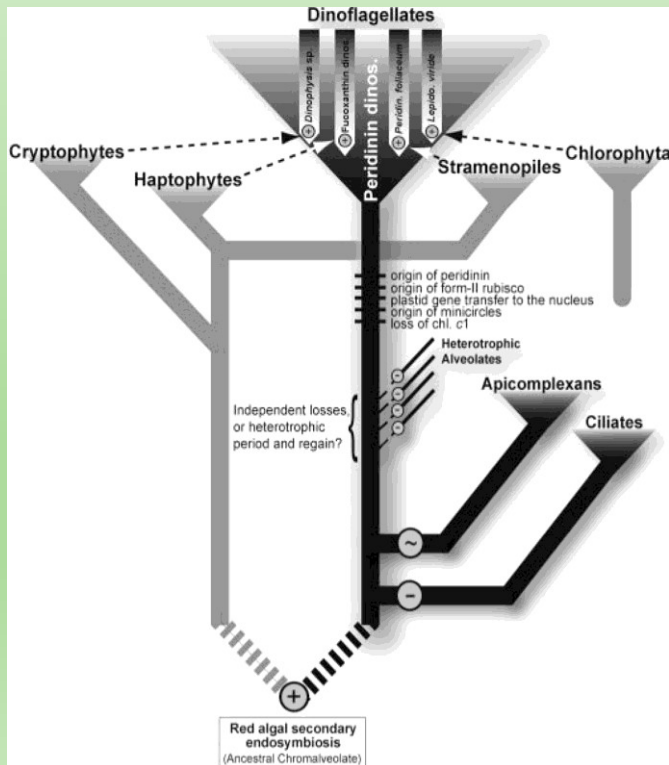 Dinoflagellates
Dinophysis sp.
Fucoxanthin dinos.
Peridinin dinos.
Peridin. foliaceum
Lepido. viride
Cryptophytes
Haptophytes
Stramenopiles
Chlorophyta
origin of peridinin
origin of form-II rubisco
plastid gene transfer to the nucleus
origin of minicircles
loss of chl. c1
Heterotrophic
Alveolates
Independent losses,
or heterotrophic
period and regain?
Apicomplexans
Ciliates
Red algal secondary
endosymbiosis
(Ancestral Chromalveolate)